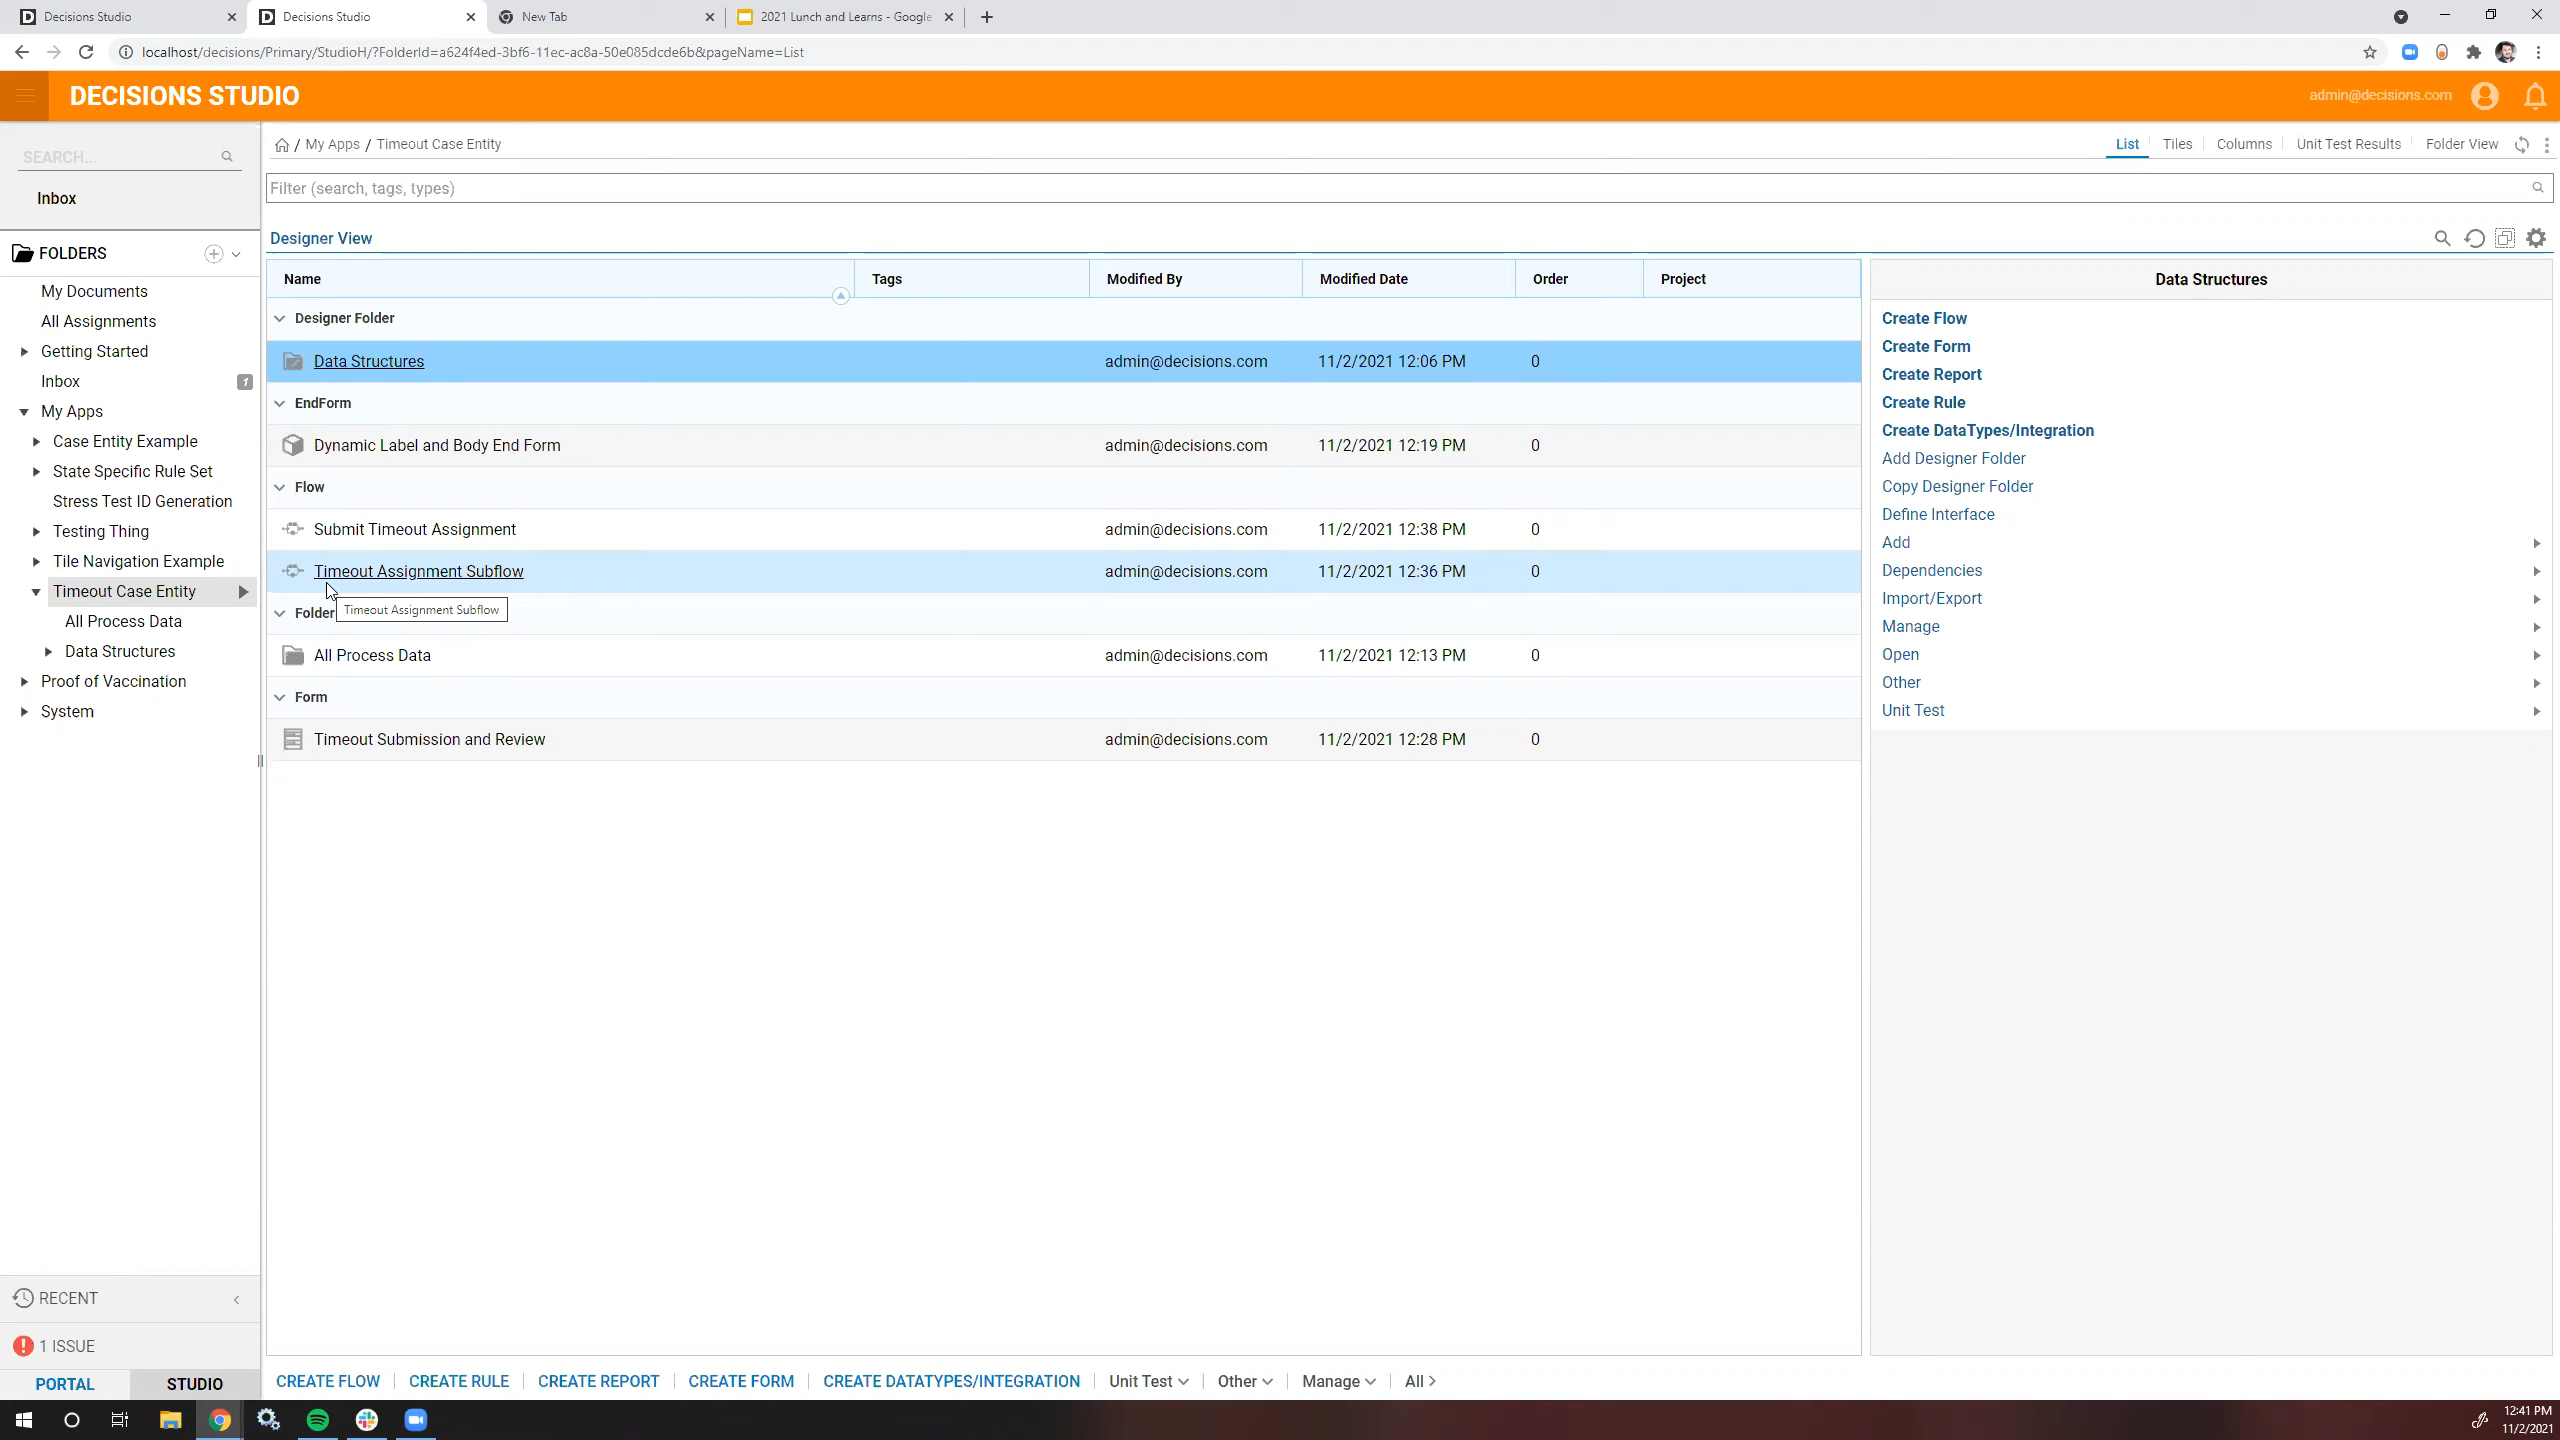 Decisions Studio
Decisions Studio
New Tab
2021 Lunch and Learns - Google
localhost/decisions/Primary/StudioH/?FolderId=a624f4ed-3bf6-11ec-ac8a-50e085dcde6b&pageName=List
DECISIONS STUDIO
admin@decisions.com
SEARCH...
Inbox
FOLDERS
My Documents
All Assignments
Getting Started
Inbox 1
My Apps
Case Entity Example
State Specific Rule Set
Stress Test ID Generation
Testing Thing
Tile Navigation Example
Timeout Case Entity
All Process Data
Data Structures
Proof of Vaccination
System
RECENT
1 ISSUE
PORTAL STUDIO
/ My Apps / Timeout Case Entity
List Tiles Columns Unit Test Results Folder View
Filter (search, tags, types)
Designer View
Name Tags Modified By Modified Date Order Project
Designer Folder
Data Structures admin@decisions.com 11/2/2021 12:06 PM 0
EndForm
Dynamic Label and Body End Form admin@decisions.com 11/2/2021 12:19 PM 0
Flow
Submit Timeout Assignment admin@decisions.com 11/2/2021 12:38 PM 0
Timeout Assignment Subflow admin@decisions.com 11/2/2021 12:36 PM 0
Folder
Timeout Assignment Subflow
All Process Data admin@decisions.com 11/2/2021 12:13 PM 0
Form
Timeout Submission and Review admin@decisions.com 11/2/2021 12:28 PM 0
Data Structures
Create Flow
Create Form
Create Report
Create Rule
Create DataTypes/Integration
Add Designer Folder
Copy Designer Folder
Define Interface
Add
Dependencies
Import/Export
Manage
Open
Other
Unit Test
CREATE FLOW CREATE RULE CREATE REPORT CREATE FORM CREATE DATATYPES/INTEGRATION Unit Test Other Manage All
12:41 PM
11/2/2021